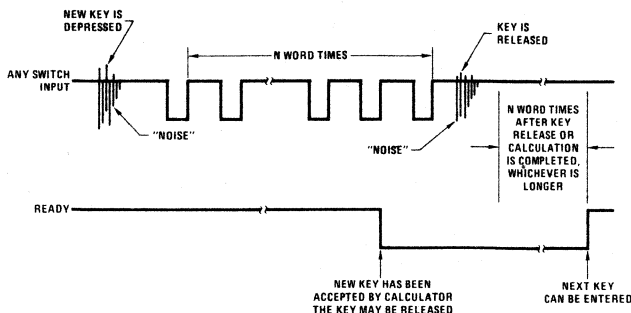 NEW KEY IS
DEPRESSED
N WORD TIMES
KEY IS
RELEASED
ANY SWITCH
INPUT
"NOISE"
"NOISE"
N WORD TIMES
AFTER KEY
RELEASE OR
CALCULATION
IS COMPLETED,
WHICHEVER IS
LONGER
READY
NEW KEY HAS BEEN
ACCEPTED BY CALCULATOR
THE KEY MAY BE RELEASED
NEXT KEY
CAN BE ENTERED